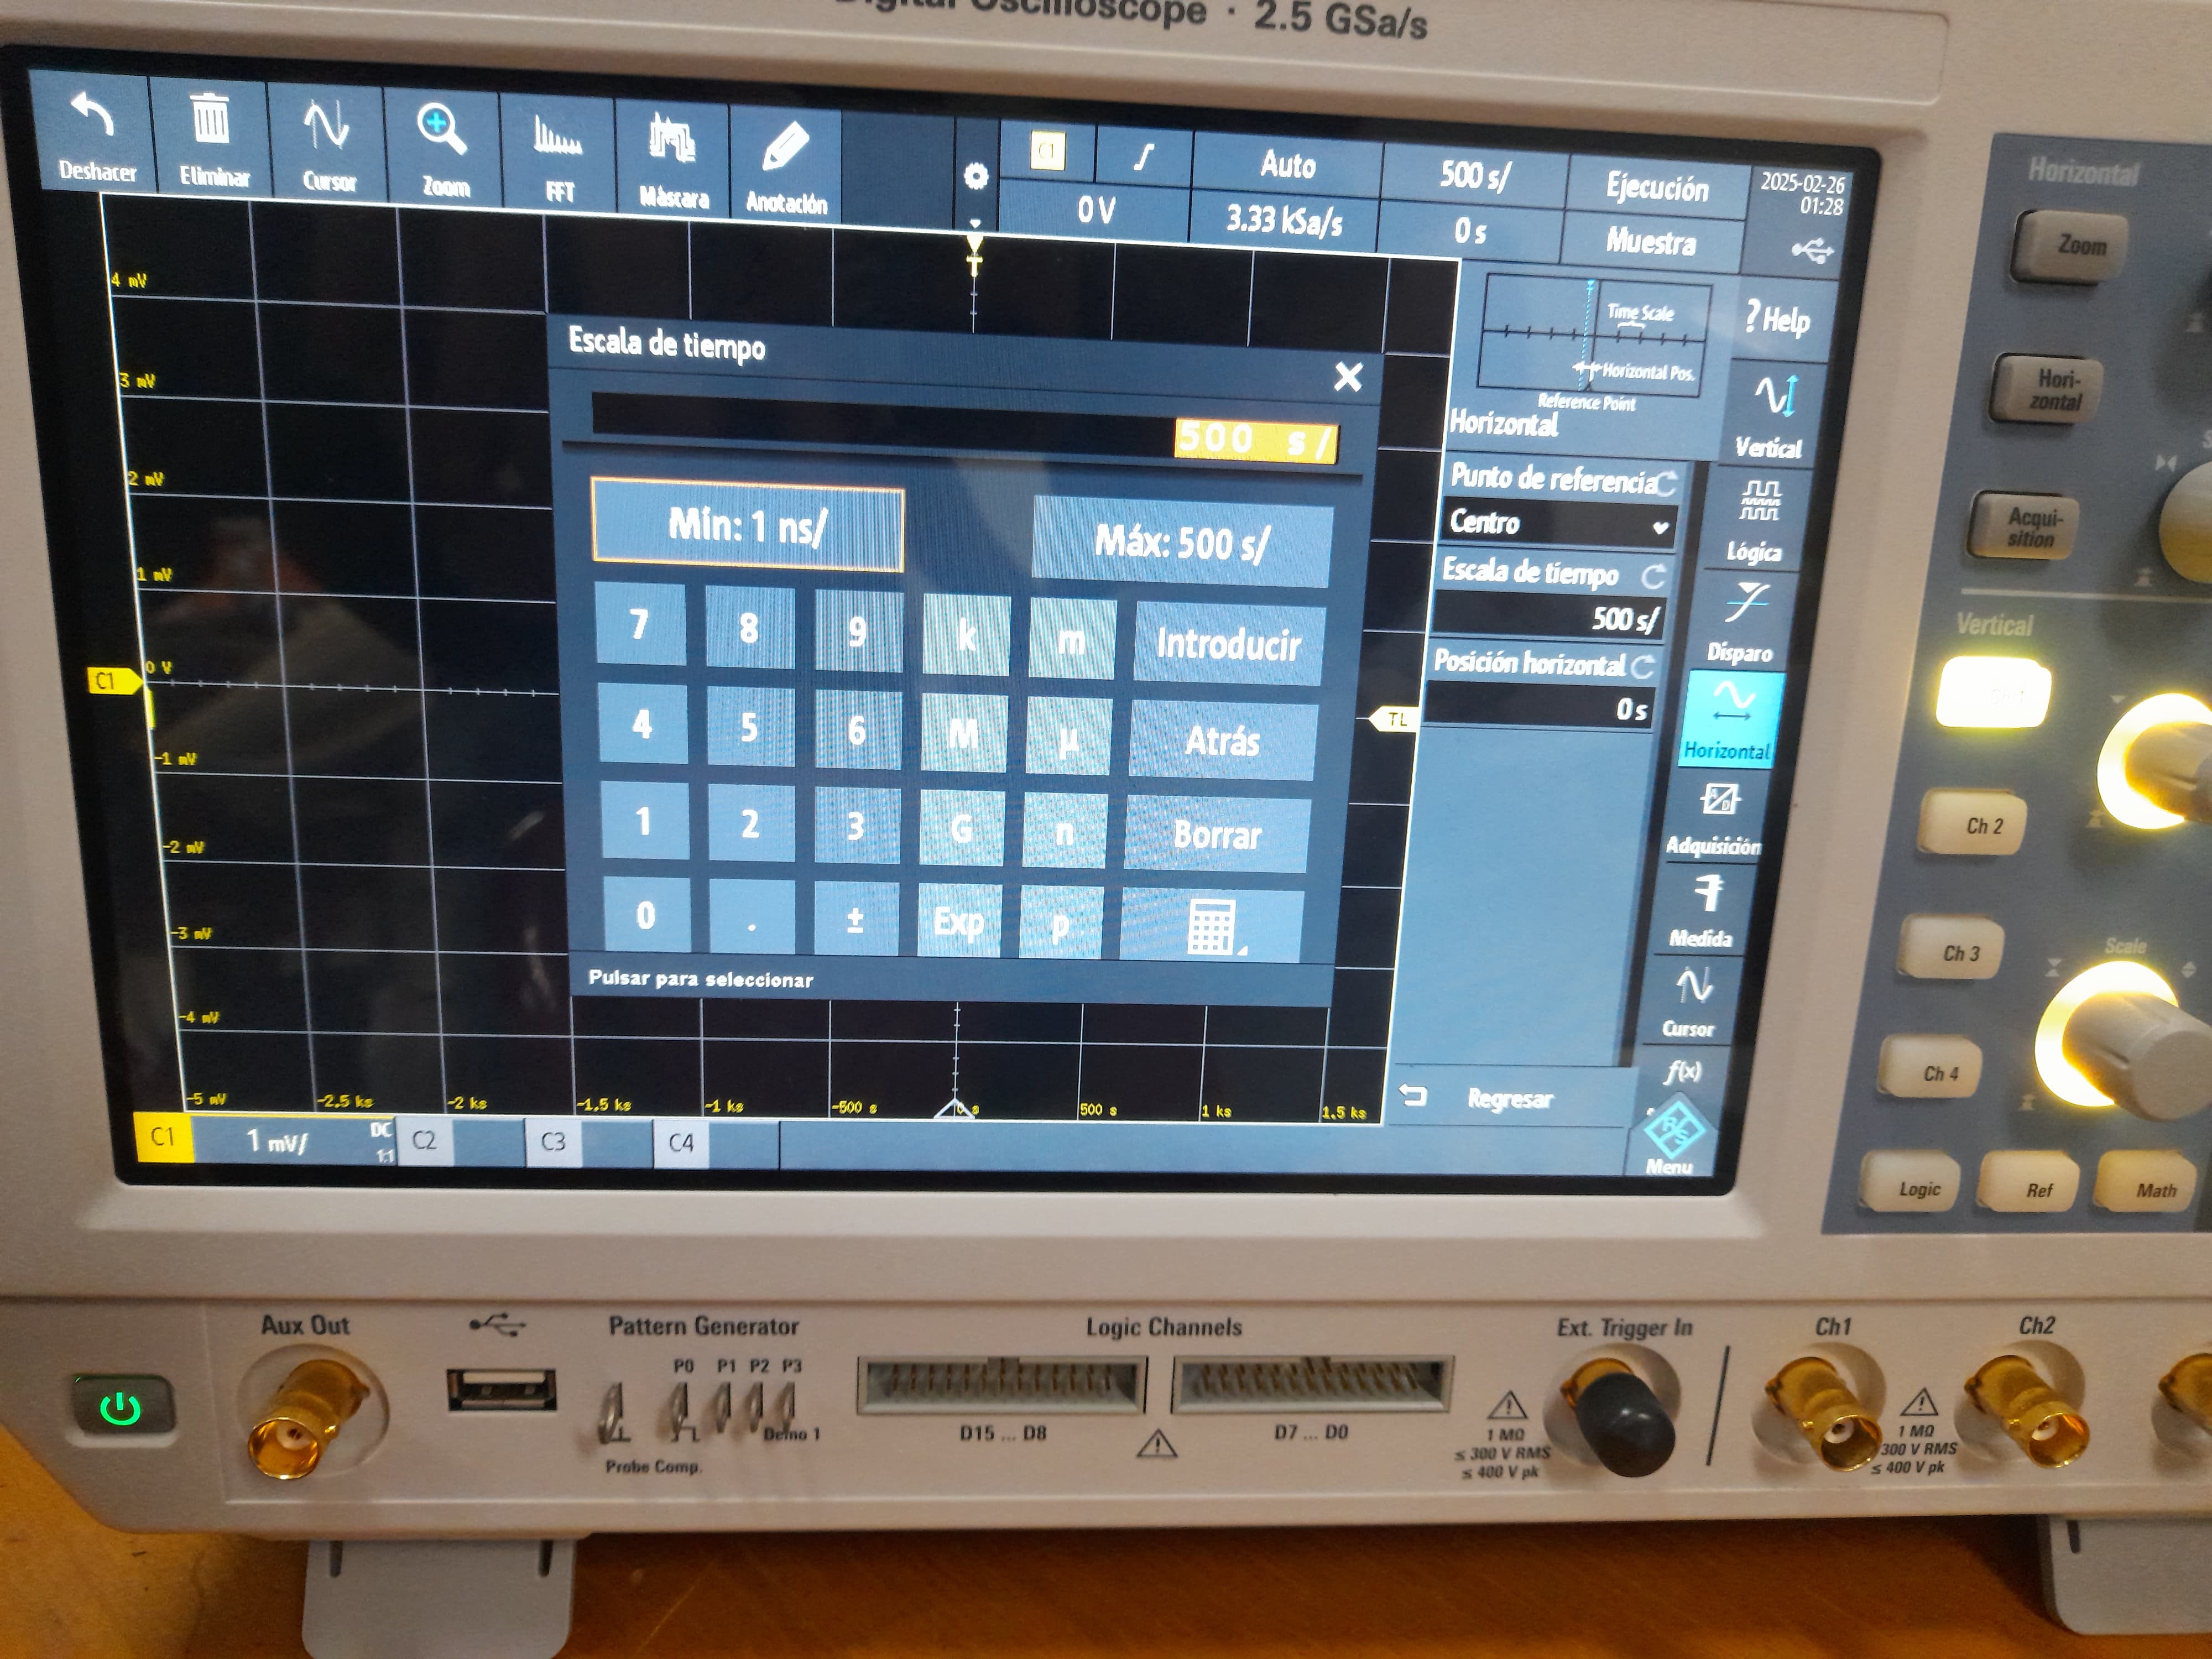 Digital Oscilloscope · 2.5 GSa/s
Deshacer
Eliminar
Cursor
Zoom
FFT
Máscara
Anotación
C1
Auto
500 s/
Ejecución
2025-02-26
01:28
0 V
3.33 kSa/s
0 s
Muestra
T
4 mV
3 mV
2 mV
1 mV
0 V
C1
-1 mV
-2 mV
-3 mV
-4 mV
-5 mV
-2,5 ks
-2 ks
-1,5 ks
-1 ks
-500 s
0 s
500 s
1 ks
1,5 ks
TL
Escala de tiempo
500 s/
Mín: 1 ns/
Máx: 500 s/
7 8 9 k m Introducir
4 5 6 M µ Atrás
1 2 3 G n Borrar
0 . ± Exp p
Pulsar para seleccionar
Time Scale
Horizontal Pos.
Reference Point
Horizontal
Punto de referencia
Centro
Escala de tiempo
500 s/
Posición horizontal
0 s
Regresar
? Help
Vertical
Lógica
Disparo
Horizontal
Adquisición
Medida
Cursor
f(x)
R&S
Menu
C1
1 mV/
DC
1:1
C2
C3
C4
Horizontal
Zoom
Hori-
zontal
Acqui-
sition
Vertical
Ch 2
Ch 3
Scale
Ch 4
Logic
Ref
Math
Aux Out
Pattern Generator
P0 P1 P2 P3
Demo 1
Probe Comp.
Logic Channels
D15 ... D8
D7 ... D0
Ext. Trigger In
1 MΩ
≤ 300 V RMS
≤ 400 V pk
Ch1
1 MΩ
300 V RMS
≤ 400 V pk
Ch2